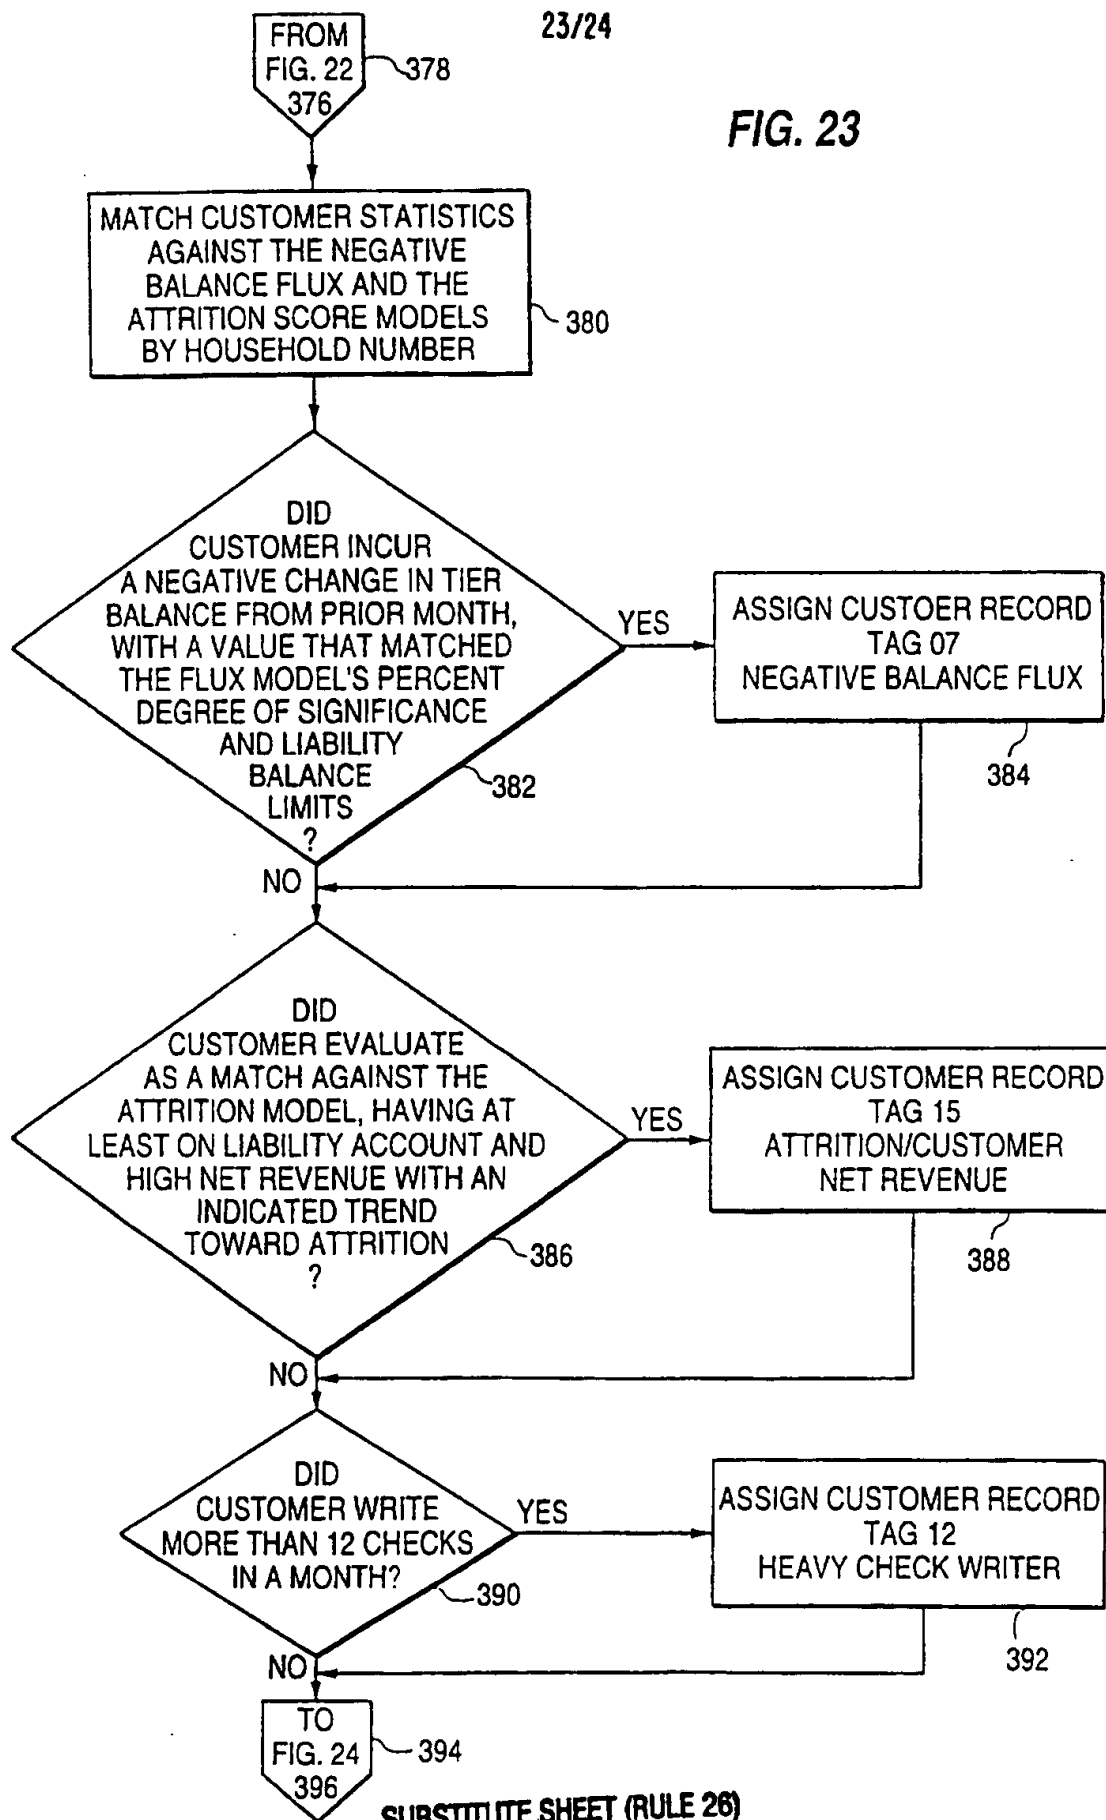 23/24
FROM
FIG. 22
376
378
FIG. 23
MATCH CUSTOMER STATISTICS
AGAINST THE NEGATIVE
BALANCE FLUX AND THE
ATTRITION SCORE MODELS
BY HOUSEHOLD NUMBER
380
DID
CUSTOMER INCUR
A NEGATIVE CHANGE IN TIER
BALANCE FROM PRIOR MONTH,
WITH A VALUE THAT MATCHED
THE FLUX MODEL'S PERCENT
DEGREE OF SIGNIFICANCE
AND LIABILITY
BALANCE
LIMITS
?
382
YES
ASSIGN CUSTOER RECORD
TAG 07
NEGATIVE BALANCE FLUX
384
NO
DID
CUSTOMER EVALUATE
AS A MATCH AGAINST THE
ATTRITION MODEL, HAVING AT
LEAST ON LIABILITY ACCOUNT AND
HIGH NET REVENUE WITH AN
INDICATED TREND
TOWARD ATTRITION
?
386
YES
ASSIGN CUSTOMER RECORD
TAG 15
ATTRITION/CUSTOMER
NET REVENUE
388
NO
DID
CUSTOMER WRITE
MORE THAN 12 CHECKS
IN A MONTH?
390
YES
ASSIGN CUSTOMER RECORD
TAG 12
HEAVY CHECK WRITER
392
NO
TO
FIG. 24
396
394
SUBSTITUTE SHEET (RULE 26)